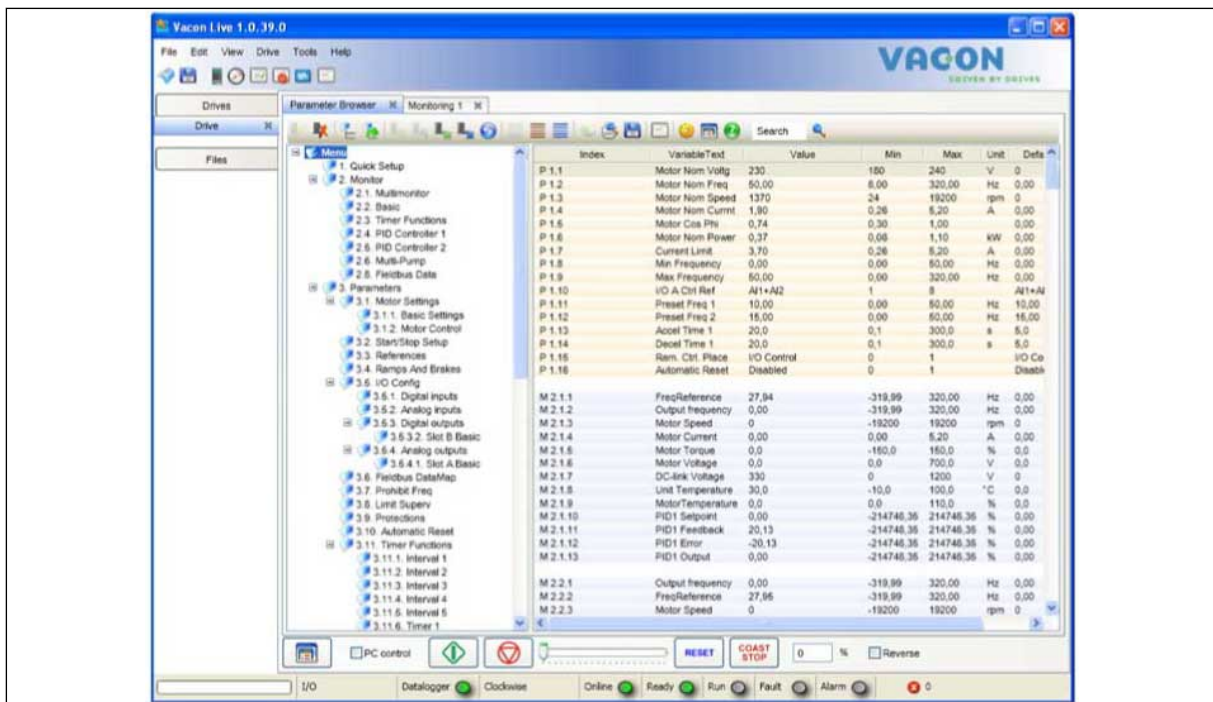 Vacon Live 1.0.39.0
File Edit View Drive Tools Help
VACON
DRIVEN BY DRIVES
Drives
Drive
Files
Parameter Browser Monitoring 1
Search
Menu
1. Quick Setup
2. Monitor
2.1. Multimonitor
2.2. Basic
2.3. Timer Functions
2.4. PID Controller 1
2.5. PID Controller 2
2.6. Multi-Pump
2.8. Fieldbus Data
3. Parameters
3.1. Motor Settings
3.1.1. Basic Settings
3.1.2. Motor Control
3.2. Start/Stop Setup
3.3. References
3.4. Ramps And Brakes
3.5. I/O Config
3.5.1. Digital inputs
3.5.2. Analog inputs
3.5.3. Digital outputs
3.5.3.2. Slot B Basic
3.5.4. Analog outputs
3.5.4.1. Slot A Basic
3.6. Fieldbus DataMap
3.7. Prohibit Freq
3.8. Limit Superv
3.9. Protections
3.10. Automatic Reset
3.11. Timer Functions
3.11.1. Interval 1
3.11.2. Interval 2
3.11.3. Interval 3
3.11.4. Interval 4
3.11.5. Interval 5
3.11.6. Timer 1
Index VariableText Value Min Max Unit Defa
P 1.1 Motor Nom Voltg 230 180 240 V 0
P 1.2 Motor Nom Freq 50,00 8,00 320,00 Hz 0,00
P 1.3 Motor Nom Speed 1370 24 19200 rpm 0
P 1.4 Motor Nom Currnt 1,90 0,26 5,20 A 0,00
P 1.5 Motor Cos Phi 0,74 0,30 1,00 0,00
P 1.6 Motor Nom Power 0,37 0,06 1,10 kW 0,00
P 1.7 Current Limit 3,70 0,26 5,20 A 0,00
P 1.8 Min Frequency 0,00 0,00 50,00 Hz 0,00
P 1.9 Max Frequency 50,00 0,00 320,00 Hz 0,00
P 1.10 I/O A Ctrl Ref AI1+AI2 1 8 AI1+AI
P 1.11 Preset Freq 1 10,00 0,00 50,00 Hz 10,00
P 1.12 Preset Freq 2 15,00 0,00 50,00 Hz 15,00
P 1.13 Accel Time 1 20,0 0,1 300,0 s 5,0
P 1.14 Decel Time 1 20,0 0,1 300,0 s 5,0
P 1.15 Rem. Ctrl. Place I/O Control 0 1 I/O Co
P 1.16 Automatic Reset Disabled 0 1 Disabl
M 2.1.1 FreqReference 27,94 -319,99 320,00 Hz 0,00
M 2.1.2 Output frequency 0,00 -319,99 320,00 Hz 0,00
M 2.1.3 Motor Speed 0 -19200 19200 rpm 0
M 2.1.4 Motor Current 0,00 0,00 5,20 A 0,00
M 2.1.5 Motor Torque 0,0 -150,0 150,0 % 0,0
M 2.1.6 Motor Voltage 0,0 0,0 700,0 V 0,0
M 2.1.7 DC-link Voltage 330 0 1200 V 0
M 2.1.8 Unit Temperature 30,0 -10,0 100,0 °C 0,0
M 2.1.9 MotorTemperature 0,0 0,0 110,0 % 0,0
M 2.1.10 PID1 Setpoint 0,00 -214748,36 214748,36 % 0,00
M 2.1.11 PID1 Feedback 20,13 -214748,36 214748,36 % 0,00
M 2.1.12 PID1 Error -20,13 -214748,36 214748,36 % 0,00
M 2.1.13 PID1 Output 0,00 -214748,36 214748,36 % 0,00
M 2.2.1 Output frequency 0,00 -319,99 320,00 Hz 0,00
M 2.2.2 FreqReference 27,96 -319,99 320,00 Hz 0,00
M 2.2.3 Motor Speed 0 -19200 19200 rpm 0
PC control RESET COAST STOP 0 % Reverse
I/O Datalogger Clockwise Online Ready Run Fault Alarm 0